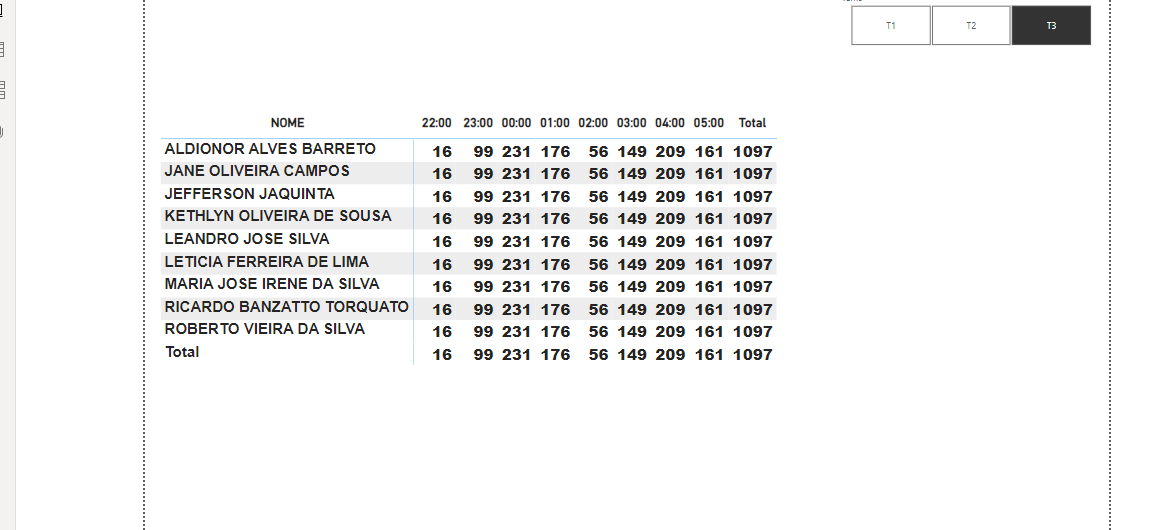 T1 T2 T3
NOME 22:00 23:00 00:00 01:00 02:00 03:00 04:00 05:00 Total
ALDIONOR ALVES BARRETO 16 99 231 176 56 149 209 161 1097
JANE OLIVEIRA CAMPOS 16 99 231 176 56 149 209 161 1097
JEFFERSON JAQUINTA 16 99 231 176 56 149 209 161 1097
KETHLYN OLIVEIRA DE SOUSA 16 99 231 176 56 149 209 161 1097
LEANDRO JOSE SILVA 16 99 231 176 56 149 209 161 1097
LETICIA FERREIRA DE LIMA 16 99 231 176 56 149 209 161 1097
MARIA JOSE IRENE DA SILVA 16 99 231 176 56 149 209 161 1097
RICARDO BANZATTO TORQUATO 16 99 231 176 56 149 209 161 1097
ROBERTO VIEIRA DA SILVA 16 99 231 176 56 149 209 161 1097
Total 16 99 231 176 56 149 209 161 1097